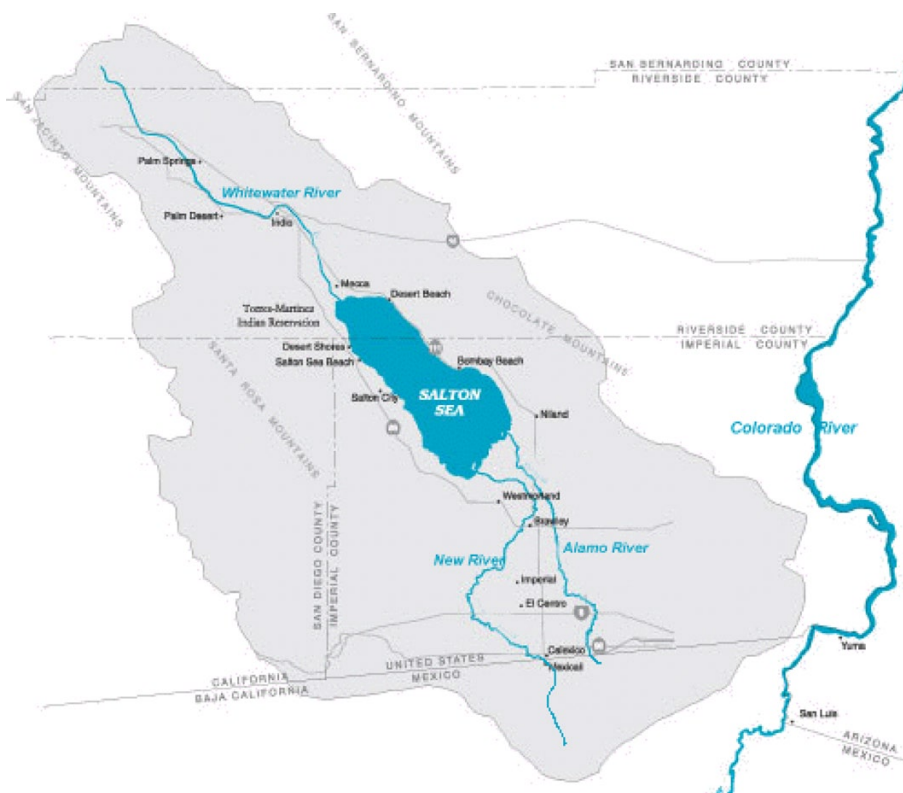 SAN BERNARDINO MOUNTAINS
SAN BERNARDING COUNTY
RIVERSIDE COUNTY
SAN JACINTO MOUNTAINS
Palm Springs
Whitewater River
Palm Desert
Indio
Mecca
Desert Beach
Torres-Martinez
Indian Reservation
CHOCOLATE MOUNTAINS
RIVERSIDE COUNTY
IMPERIAL COUNTY
Desert Shores
Salton Sea Beach
Bombay Beach
SANTA ROSA MOUNTAINS
Salton City
SALTON
SEA
Niland
Colorado River
Westmorland
Brawley
New River
Alamo River
SAN DIEGO COUNTY
IMPERIAL COUNTY
Imperial
El Centro
Calexico
Mexicali
UNITED STATES
MEXICO
CALIFORNIA
BAJA CALIFORNIA
Yuma
San Luis
ARIZONA
MEXICO